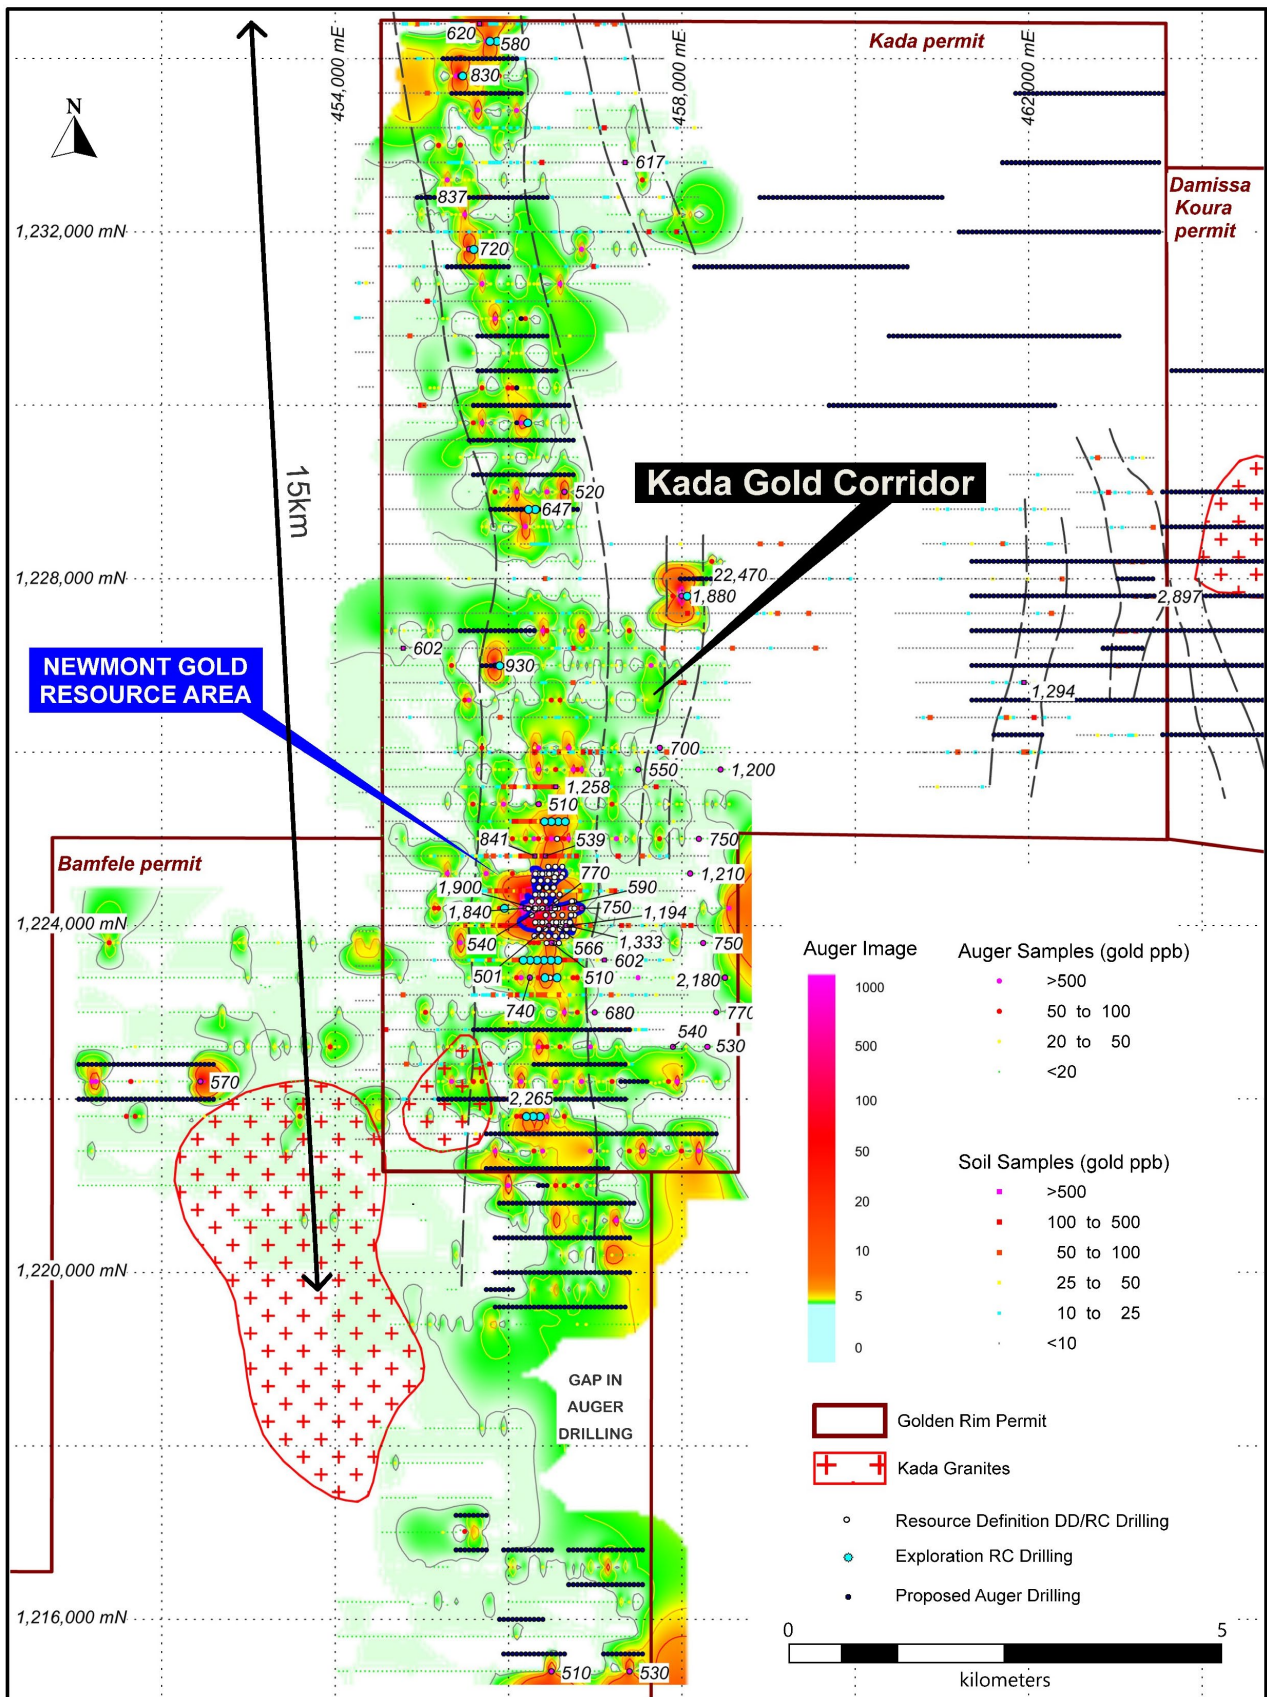 454,000 mE
458,000 mE
462,000 mE
Kada permit
620
580
830
N
617
Damissa
Koura
permit
837
1,232,000 mN
720
15km
Kada Gold Corridor
520
647
1,228,000 mN
22,470
1,880
2,897
602
NEWMONT GOLD
RESOURCE AREA
930
1,294
700
550
1,200
1,258
510
841
539
750
Bamfele permit
770
1,210
1,900
590
1,840
750
1,194
1,224,000 mN
540
566
1,333
750
602
501
510
2,180
740
680
770
540
530
570
2,265
1,220,000 mN
GAP IN
AUGER
DRILLING
1,216,000 mN
510
530
Auger Image
1000
500
100
50
20
10
5
0
Auger Samples (gold ppb)
>500
50 to 100
20 to 50
<20
Soil Samples (gold ppb)
>500
100 to 500
50 to 100
25 to 50
10 to 25
<10
Golden Rim Permit
Kada Granites
Resource Definition DD/RC Drilling
Exploration RC Drilling
Proposed Auger Drilling
0 5
kilometers